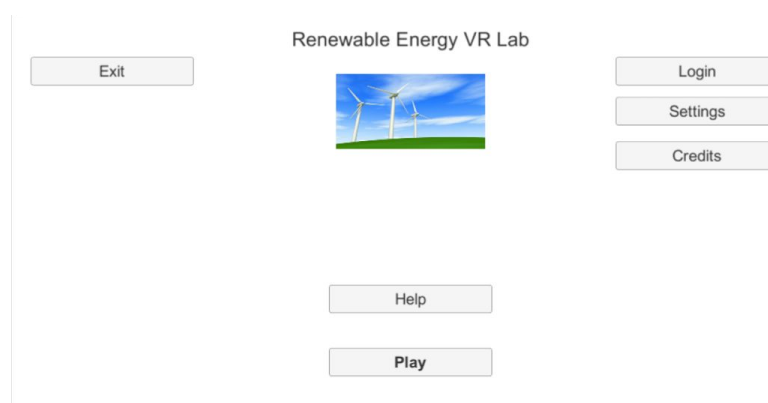 Renewable Energy VR Lab
Exit
Login
Settings
Credits
Help
Play